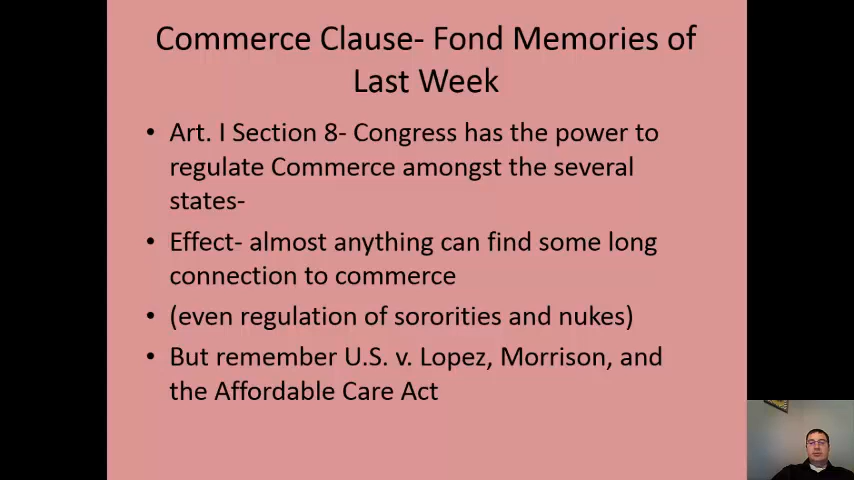 Commerce Clause- Fond Memories of
Last Week
• Art. I Section 8- Congress has the power to
regulate Commerce amongst the several
states-
• Effect- almost anything can find some long
connection to commerce
• (even regulation of sororities and nukes)
• But remember U.S. v. Lopez, Morrison, and
the Affordable Care Act